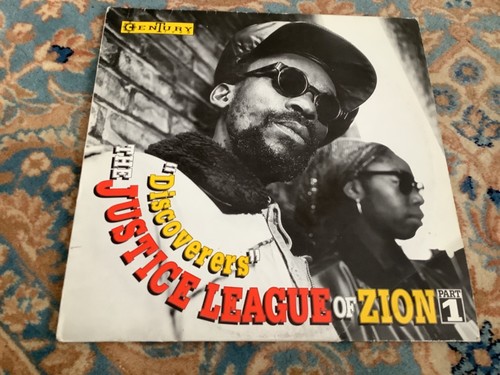 CENTURY
"Discoverers"
THE JUSTICE LEAGUE OF ZION
PART
1